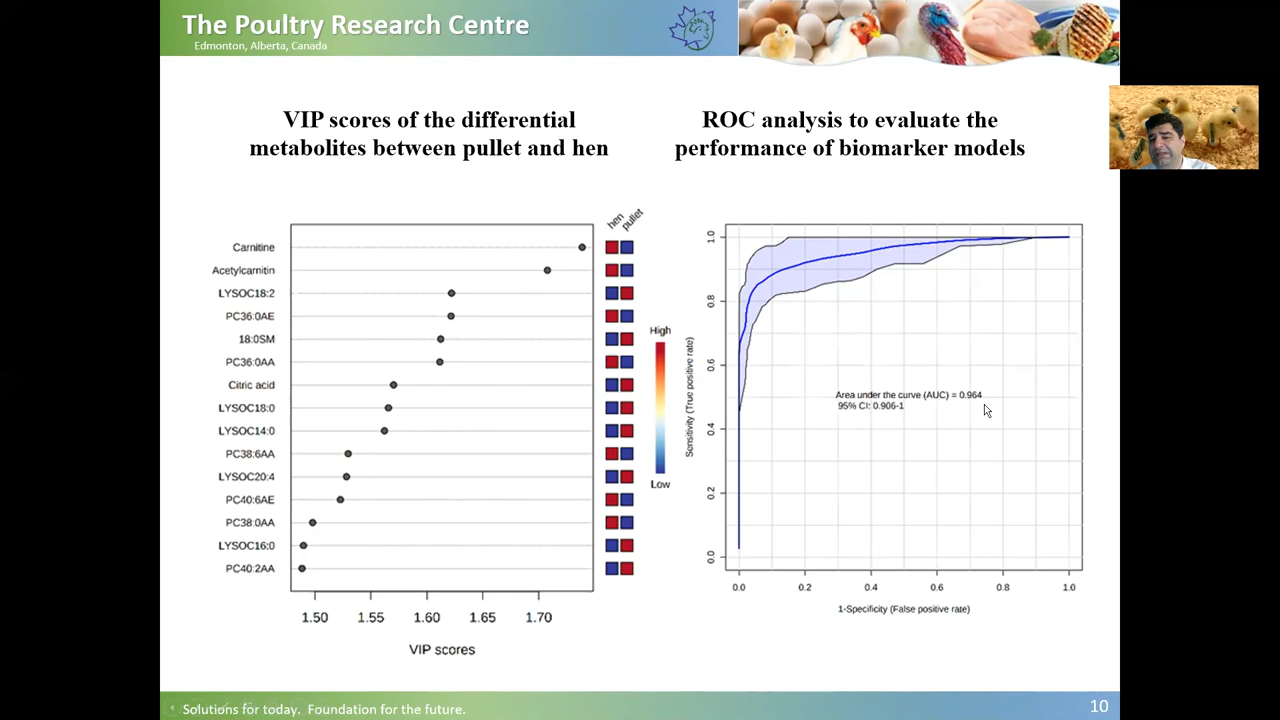 The Poultry Research Centre
Edmonton, Alberta, Canada
VIP scores of the differential
metabolites between pullet and hen
hen
pullet
Carnitine
Acetylcarnitin
LYSOC18:2
PC36:0AE
18:0SM
PC36:0AA
Citric acid
LYSOC18:0
LYSOC14:0
PC38:6AA
LYSOC20:4
PC40:6AE
PC38:0AA
LYSOC16:0
PC40:2AA
High
Low
1.50 1.55 1.60 1.65 1.70
VIP scores
ROC analysis to evaluate the
performance of biomarker models
Sensitivity (True positive rate)
1.0
0.8
0.6
0.4
0.2
0.0
Area under the curve (AUC) = 0.964
95% CI: 0.906-1
0.0 0.2 0.4 0.6 0.8 1.0
1-Specificity (False positive rate)
Solutions for today. Foundation for the future.
10